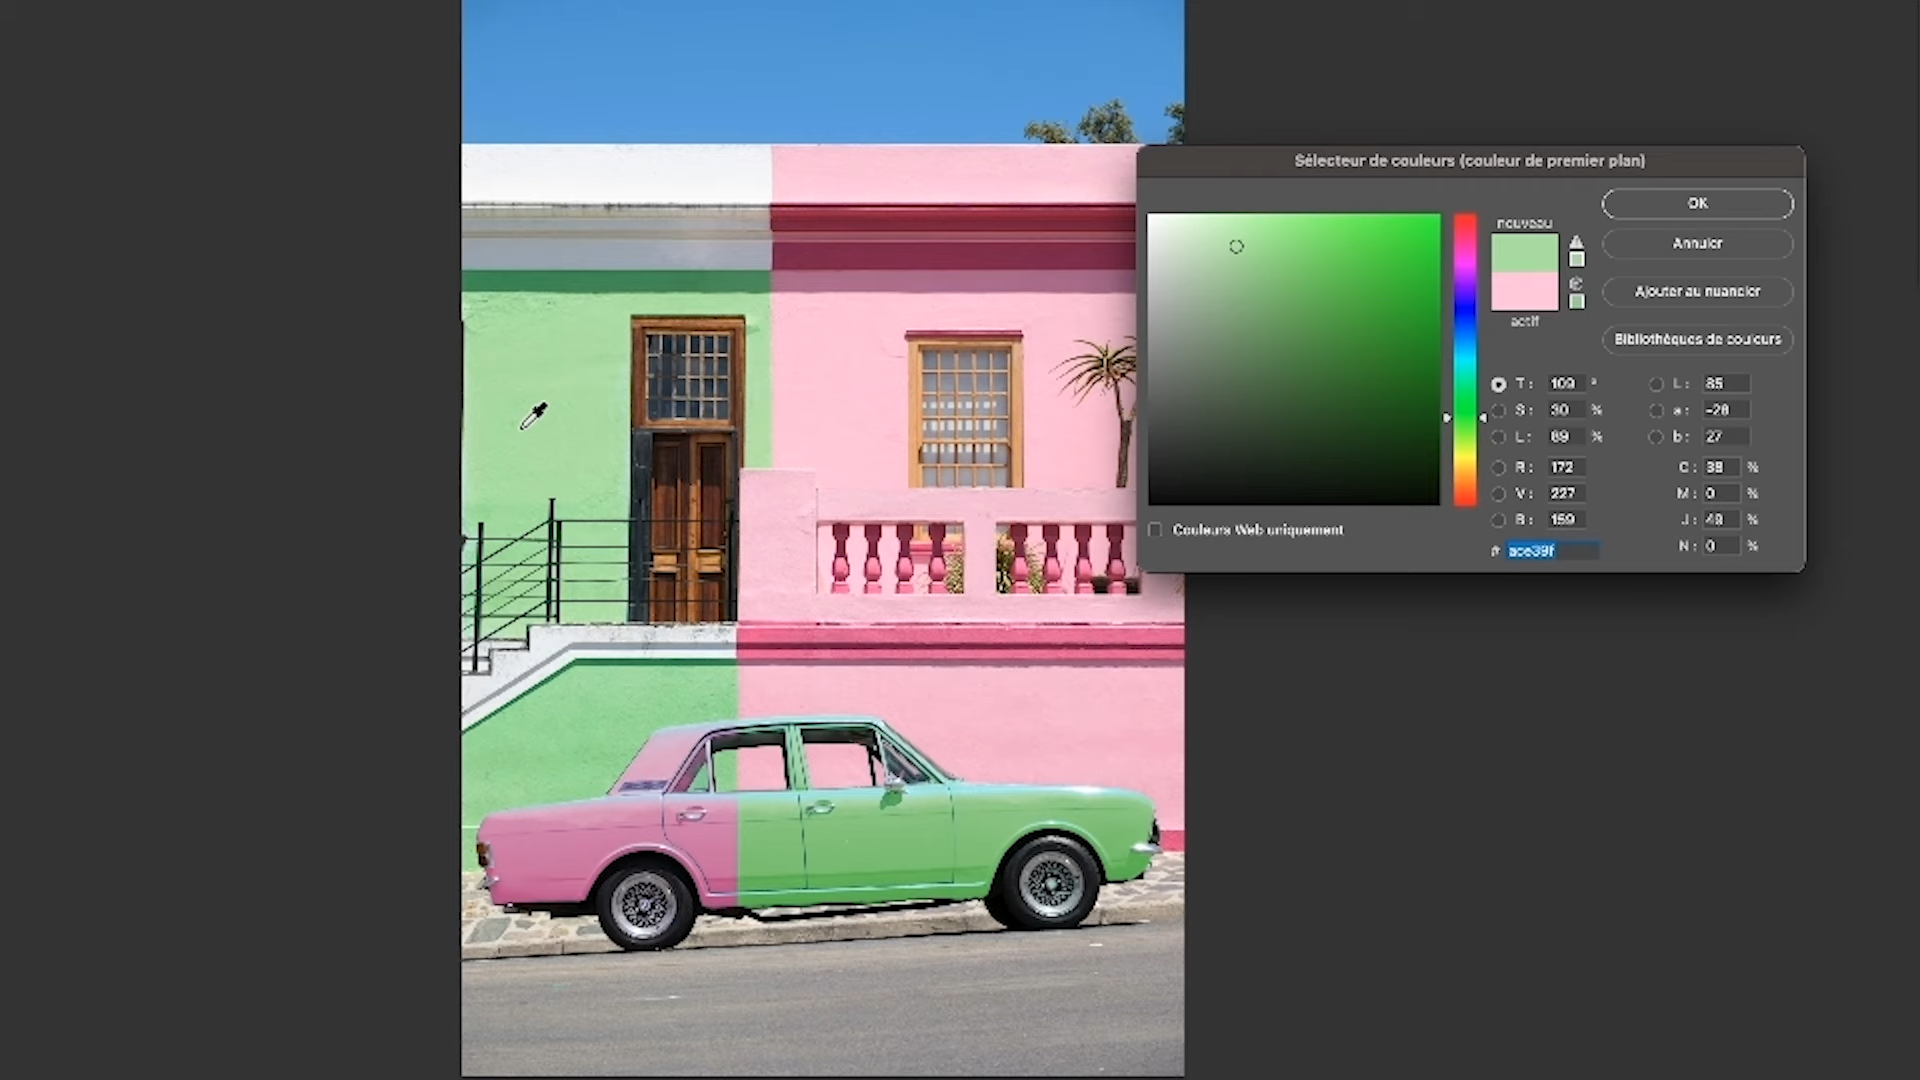 Sélecteur de couleurs (couleur de premier plan)
nouveau
actif
OK
Annuler
Ajouter au nuancier
Bibliothèques de couleurs
T : 109 °
S : 30 %
L : 89 %
R : 172
V : 227
B : 159
# ace39f
L : 85
a : -28
b : 27
C : 38 %
M : 0 %
J : 49 %
N : 0 %
Couleurs Web uniquement